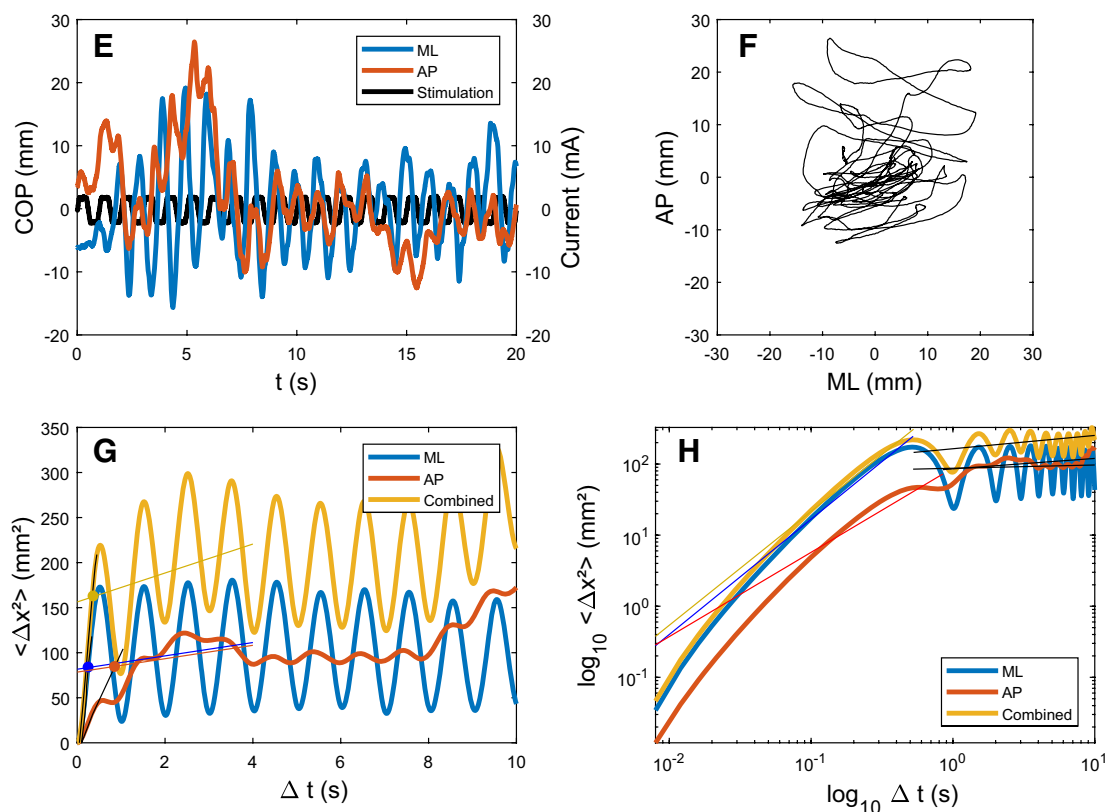 E
ML
AP
Stimulation
COP (mm)
Current (mA)
30
20
10
0
-10
-20
30
20
10
0
-10
-20
0
5
10
15
20
t (s)
F
AP (mm)
30
20
10
0
-10
-20
-30
-30
-20
-10
0
10
20
30
ML (mm)
G
ML
AP
Combined
<Δx²> (mm²)
350
300
250
200
150
100
50
0
0
2
4
6
8
10
Δ t (s)
H
ML
AP
Combined
log10 <Δx²> (mm²)
10²
10¹
10⁰
10⁻¹
10⁻²
10⁻¹
10⁰
10¹
log10 Δ t (s)